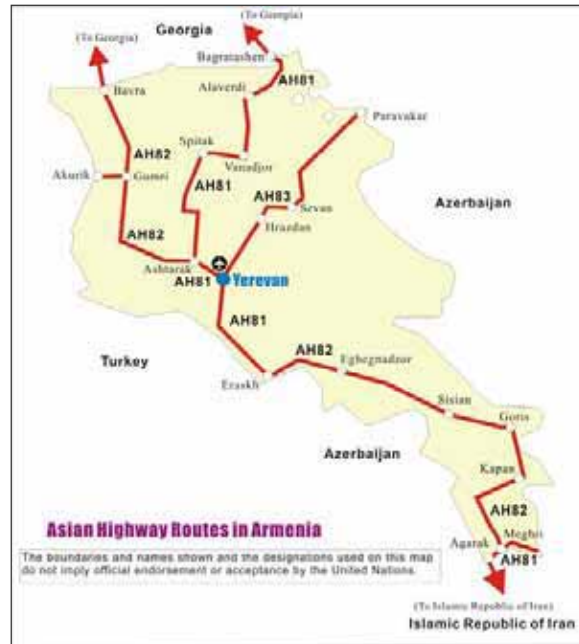 (To Georgia)
Georgia
(To Georgia)
Bagratashen
AH81
Bavra
Alaverdi
Paravakar
Spitak
AH82
Vanadjor
Akurik
Gumri
AH81
AH83
Azerbaijan
Sevan
AH82
Hrazdan
Ashtarak
AH81
Yerevan
AH81
Turkey
AH82
Eghegnadzor
Eraskh
Sisian
Goris
Azerbaijan
Kapan
AH82
Asian Highway Routes in Armenia
Meghri
Agarak
AH81
The boundaries and names shown and the designations used on this map
do not imply official endorsement or acceptance by the United Nations.
(To Islamic Republic of Iran)
Islamic Republic of Iran